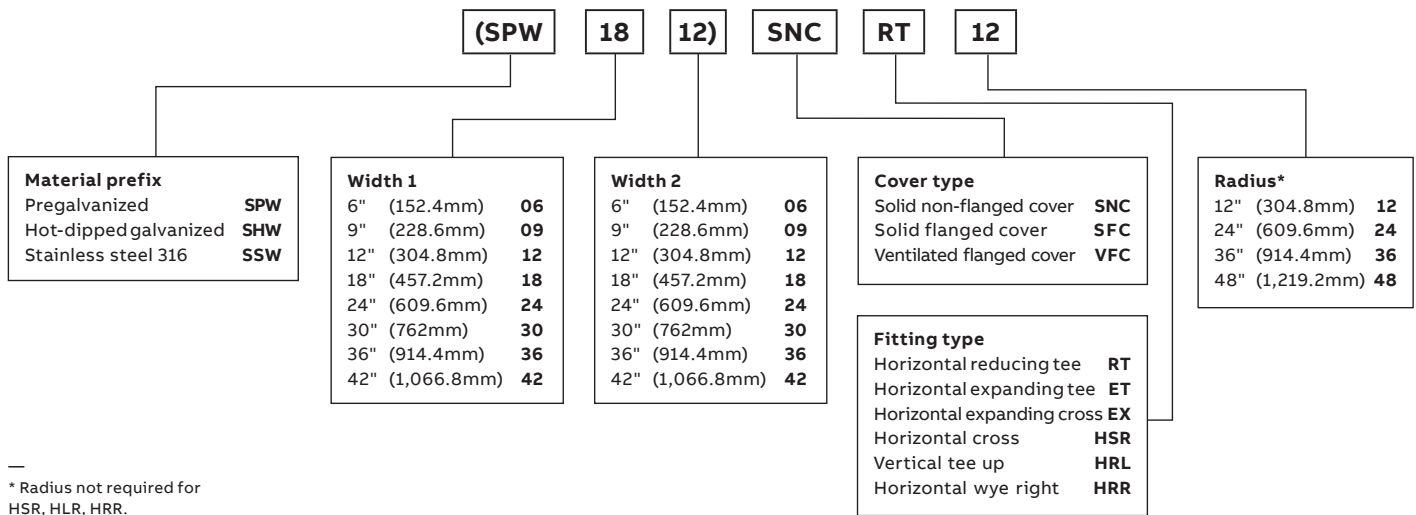 (SPW 18 12) SNC RT 12
Material prefix
Pregalvanized SPW
Hot-dipped galvanized SHW
Stainless steel 316 SSW
Width 1
6" (152.4mm) 06
9" (228.6mm) 09
12" (304.8mm) 12
18" (457.2mm) 18
24" (609.6mm) 24
30" (762mm) 30
36" (914.4mm) 36
42" (1,066.8mm) 42
Width 2
6" (152.4mm) 06
9" (228.6mm) 09
12" (304.8mm) 12
18" (457.2mm) 18
24" (609.6mm) 24
30" (762mm) 30
36" (914.4mm) 36
42" (1,066.8mm) 42
Cover type
Solid non-flanged cover SNC
Solid flanged cover SFC
Ventilated flanged cover VFC
Fitting type
Horizontal reducing tee RT
Horizontal expanding tee ET
Horizontal expanding cross EX
Horizontal cross HSR
Vertical tee up HRL
Horizontal wye right HRR
Radius*
12" (304.8mm) 12
24" (609.6mm) 24
36" (914.4mm) 36
48" (1,219.2mm) 48
—
* Radius not required for
HSR, HLR, HRR.